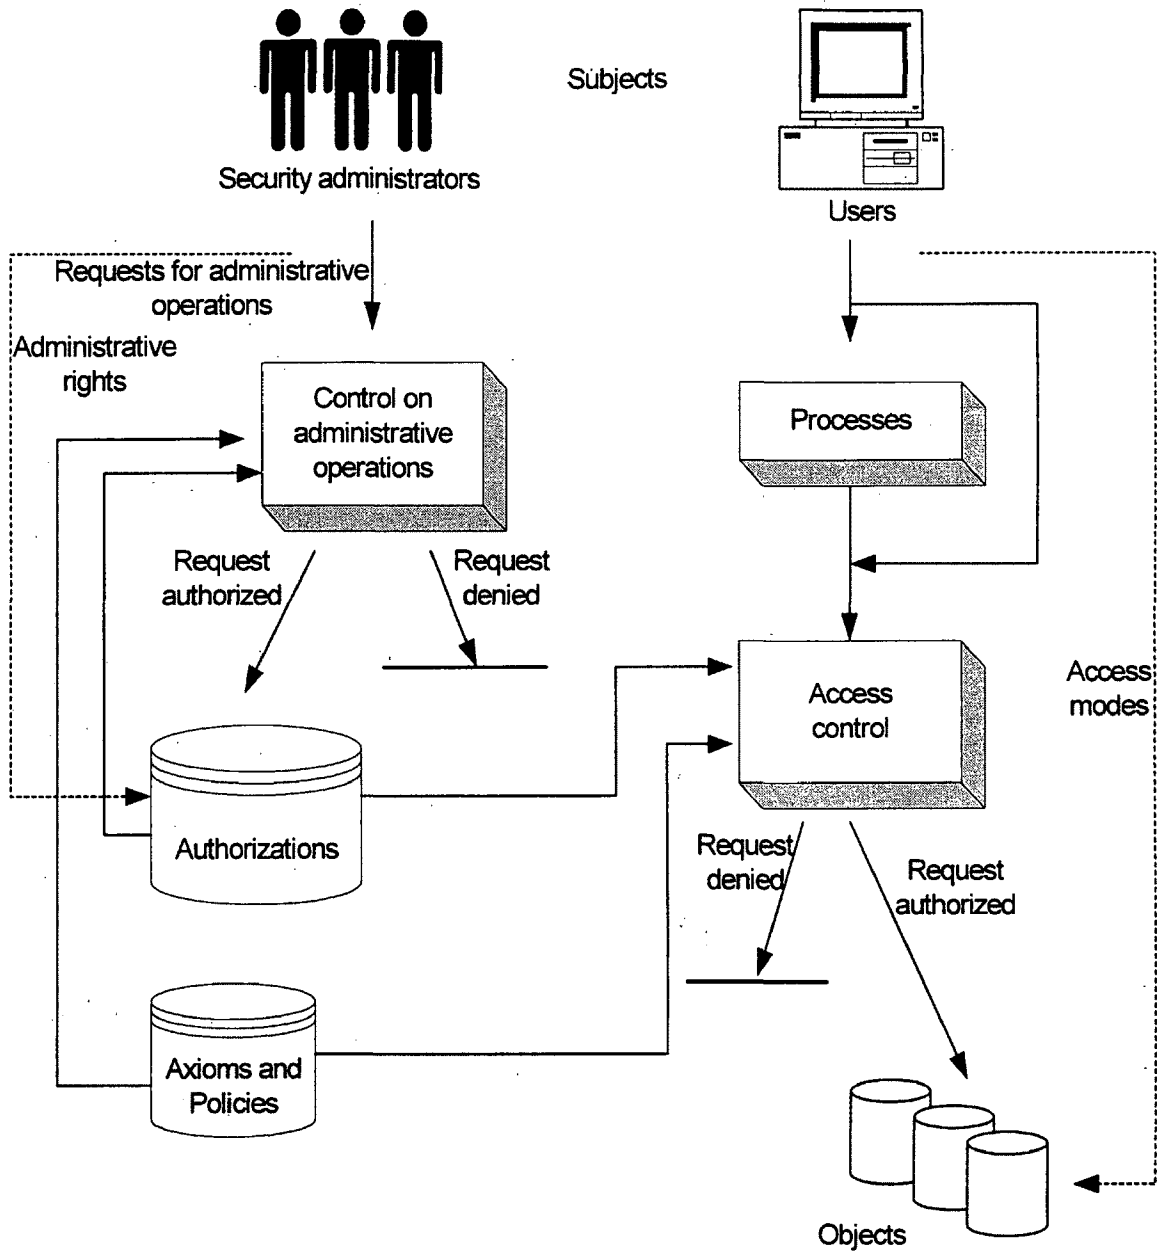 Subjects
Security administrators
Users
Requests for administrative
operations
Administrative
rights
Control on
administrative
operations
Processes
Request
authorized
Request
denied
Access
control
Access
modes
Authorizations
Request
denied
Request
authorized
Axioms and
Policies
Objects